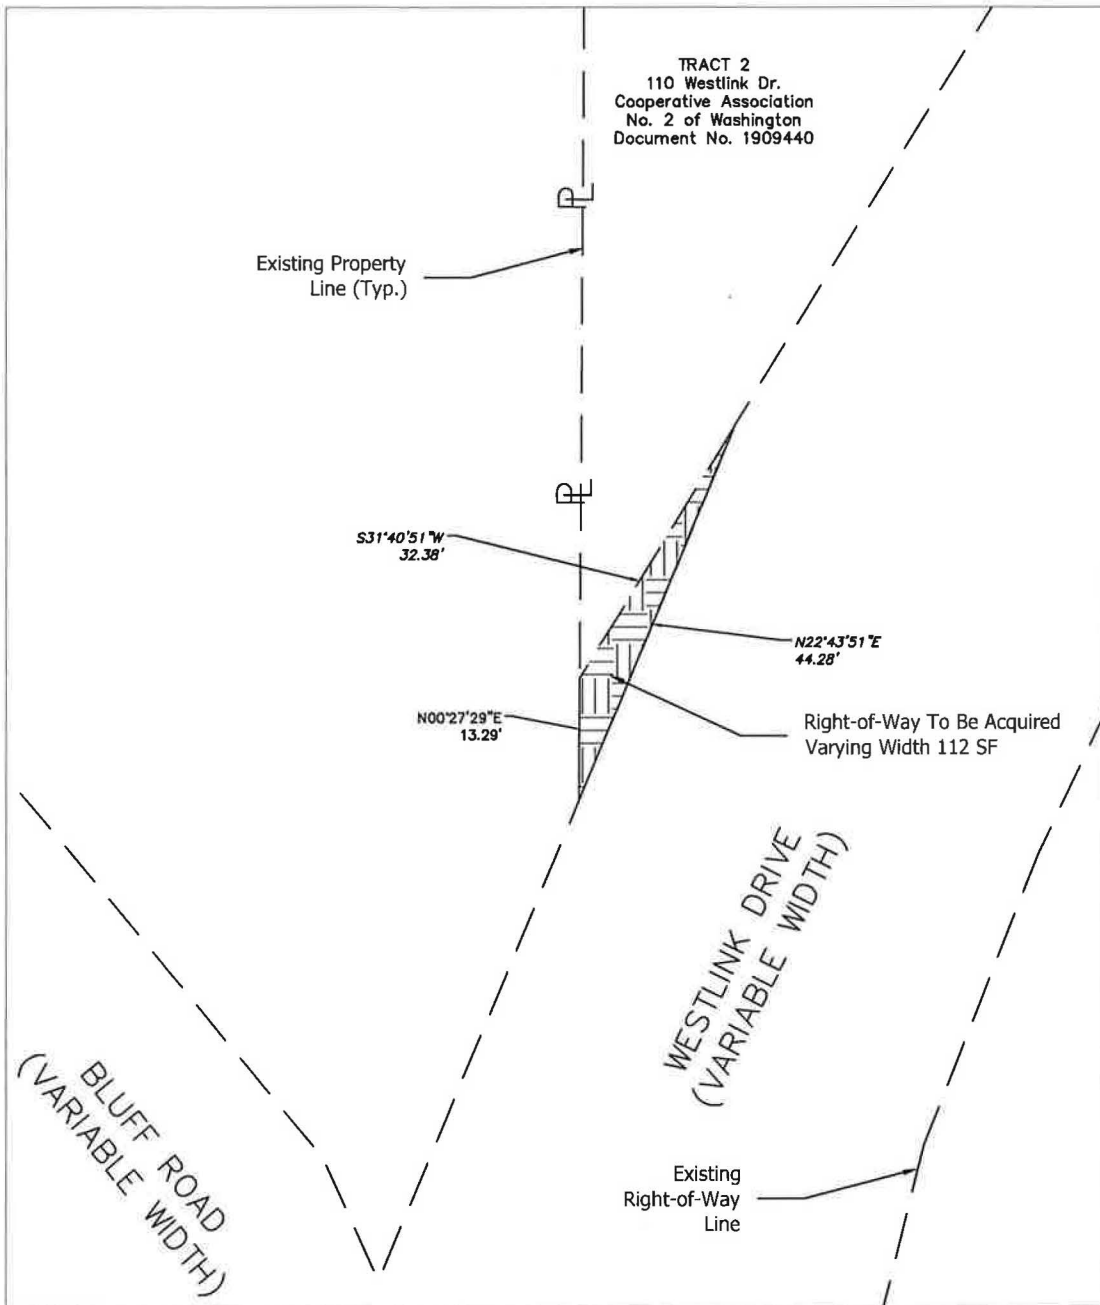 TRACT 2
110 Westlink Dr.
Cooperative Association
No. 2 of Washington
Document No. 1909440
PL
Existing Property
Line (Typ.)
PL
S31°40'51"W
32.38'
N22°43'51"E
44.28'
N00°27'29"E
13.29'
Right-of-Way To Be Acquired
Varying Width 112 SF
WESTLINK DRIVE
(VARIABLE WIDTH)
BLUFF ROAD
(VARIABLE WIDTH)
Existing
Right-of-Way
Line